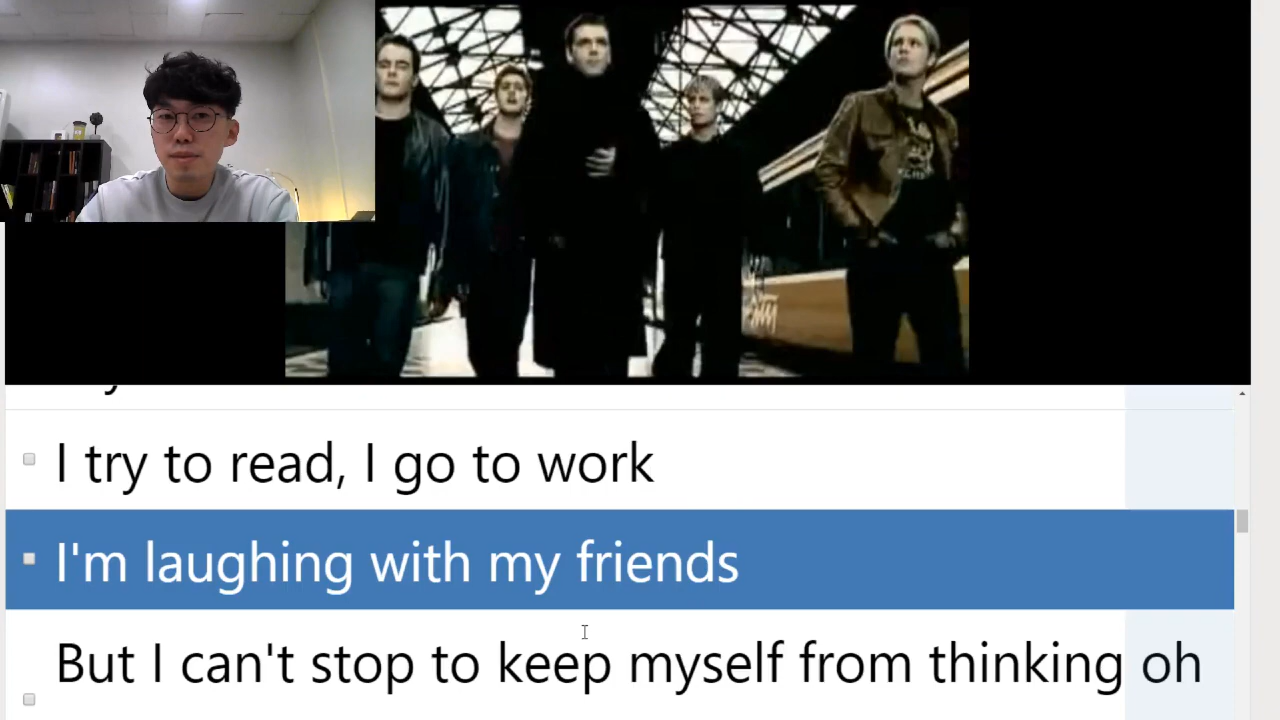 I try to read, I go to work
I'm laughing with my friends
But I can't stop to keep myself from thinking oh